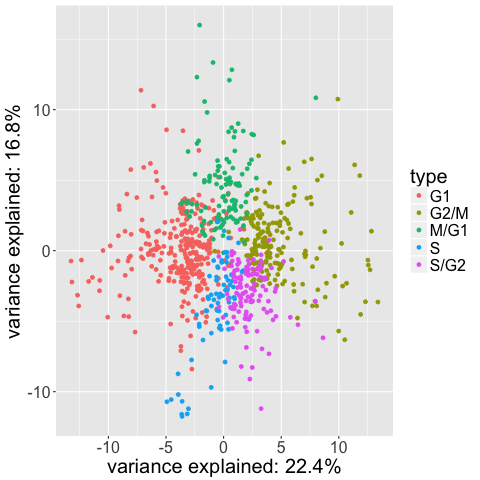 variance explained: 16.8%
10
0
-10
-10
-5
0
5
10
variance explained: 22.4%
type
G1
G2/M
M/G1
S
S/G2